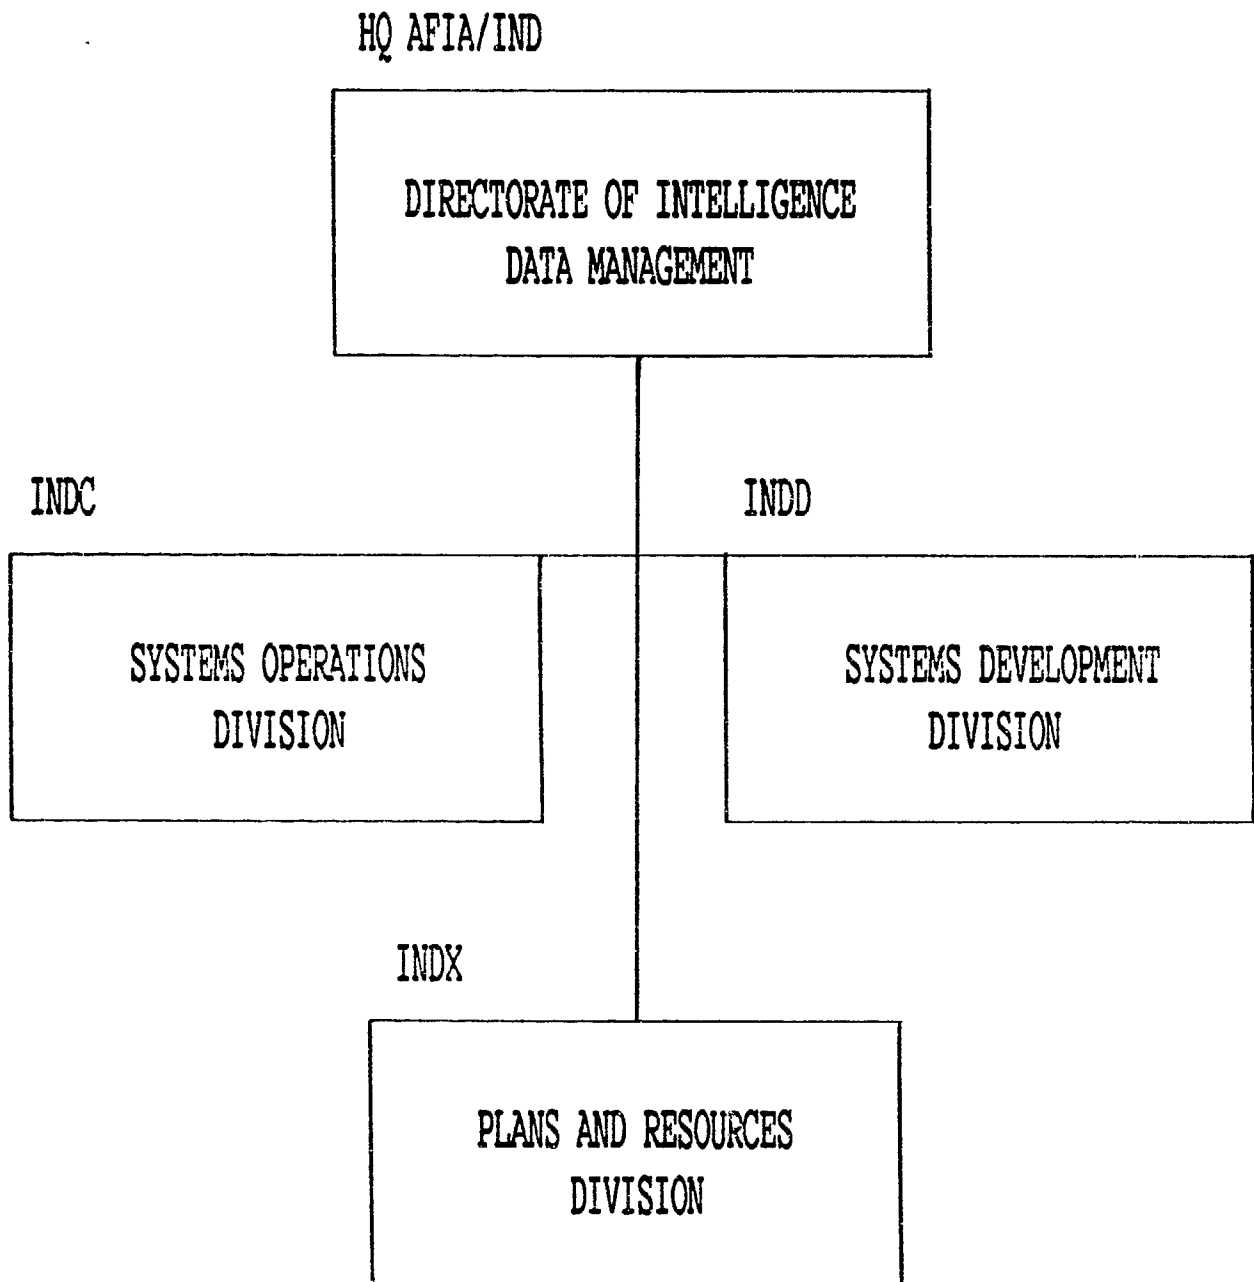 HQ AFIA/IND
DIRECTORATE OF INTELLIGENCE
DATA MANAGEMENT
INDC
SYSTEMS OPERATIONS
DIVISION
INDD
SYSTEMS DEVELOPMENT
DIVISION
INDX
PLANS AND RESOURCES
DIVISION